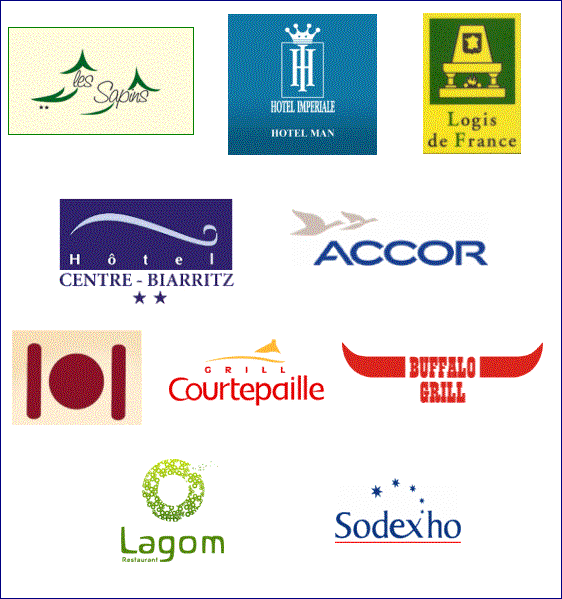 les
Sapins
HI
HOTEL IMPERIALE
HOTEL MAN
Logis
de France
Hôtel
CENTRE - BIARRITZ
ACCOR
GRILL
Courtepaille
BUFFALO
GRILL
Lagom
Restaurant
Sodexho